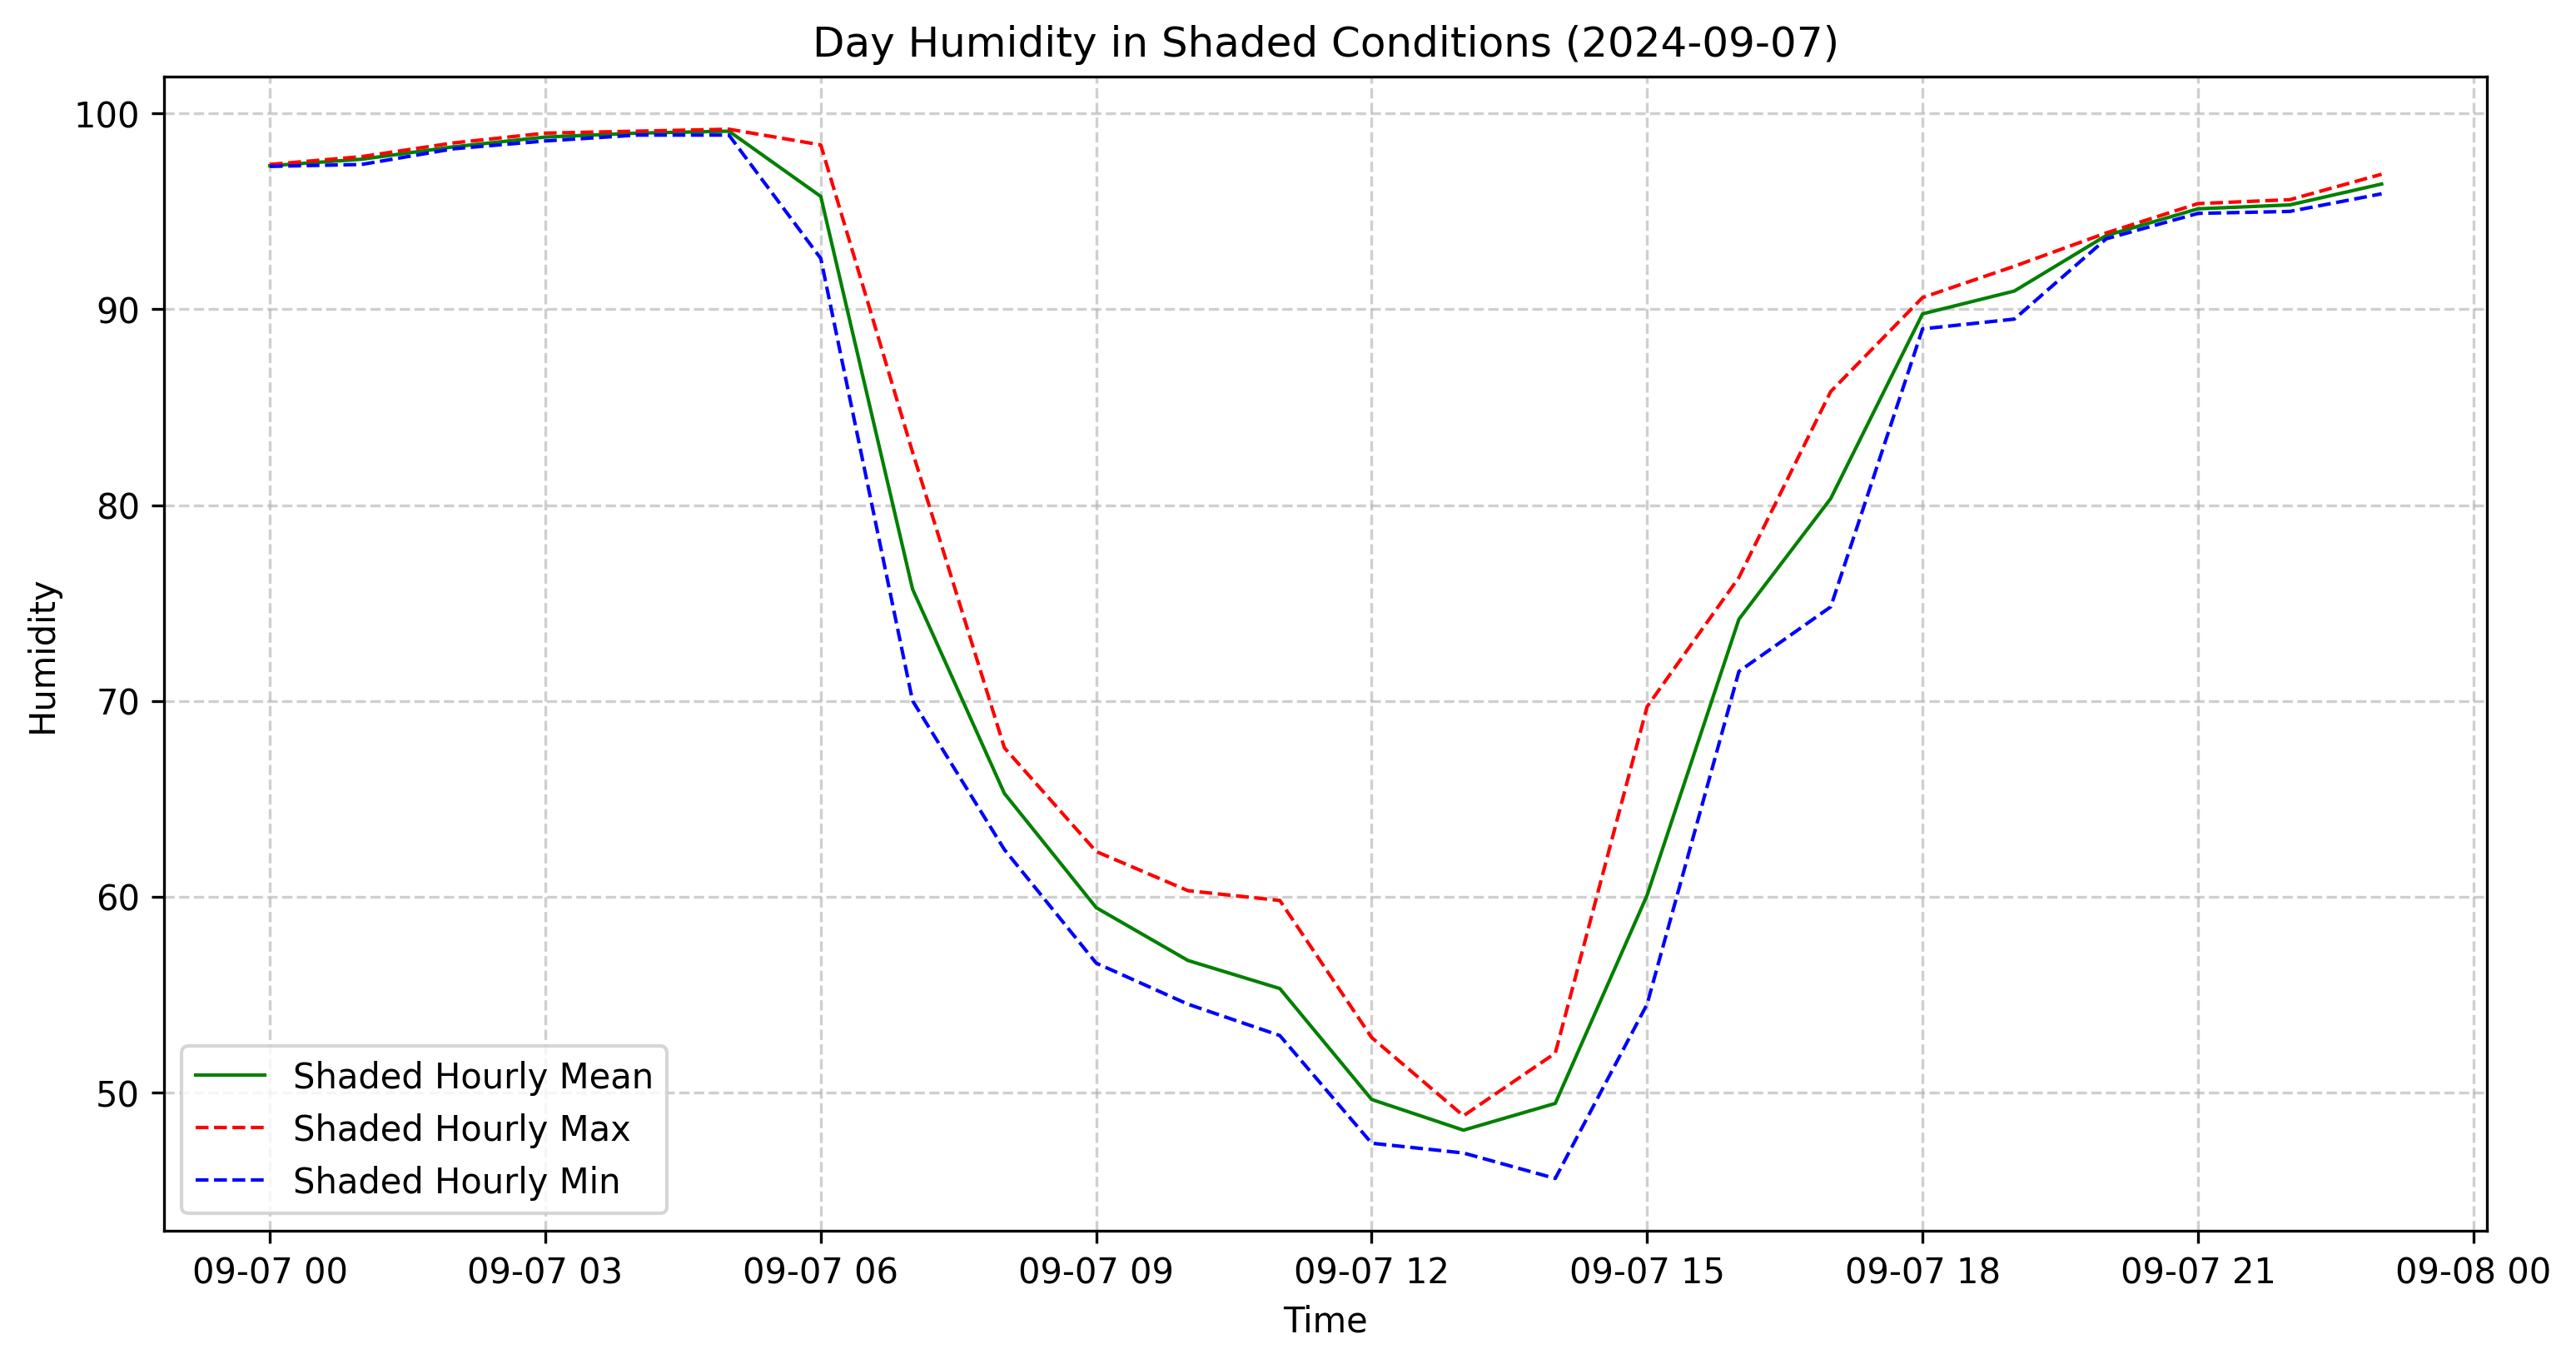 Day Humidity in Shaded Conditions (2024-09-07)
100
90
80
70
60
50
Humidity
Shaded Hourly Mean
Shaded Hourly Max
Shaded Hourly Min
09-07 00 09-07 03 09-07 06 09-07 09 09-07 12 09-07 15 09-07 18 09-07 21 09-08 00
Time